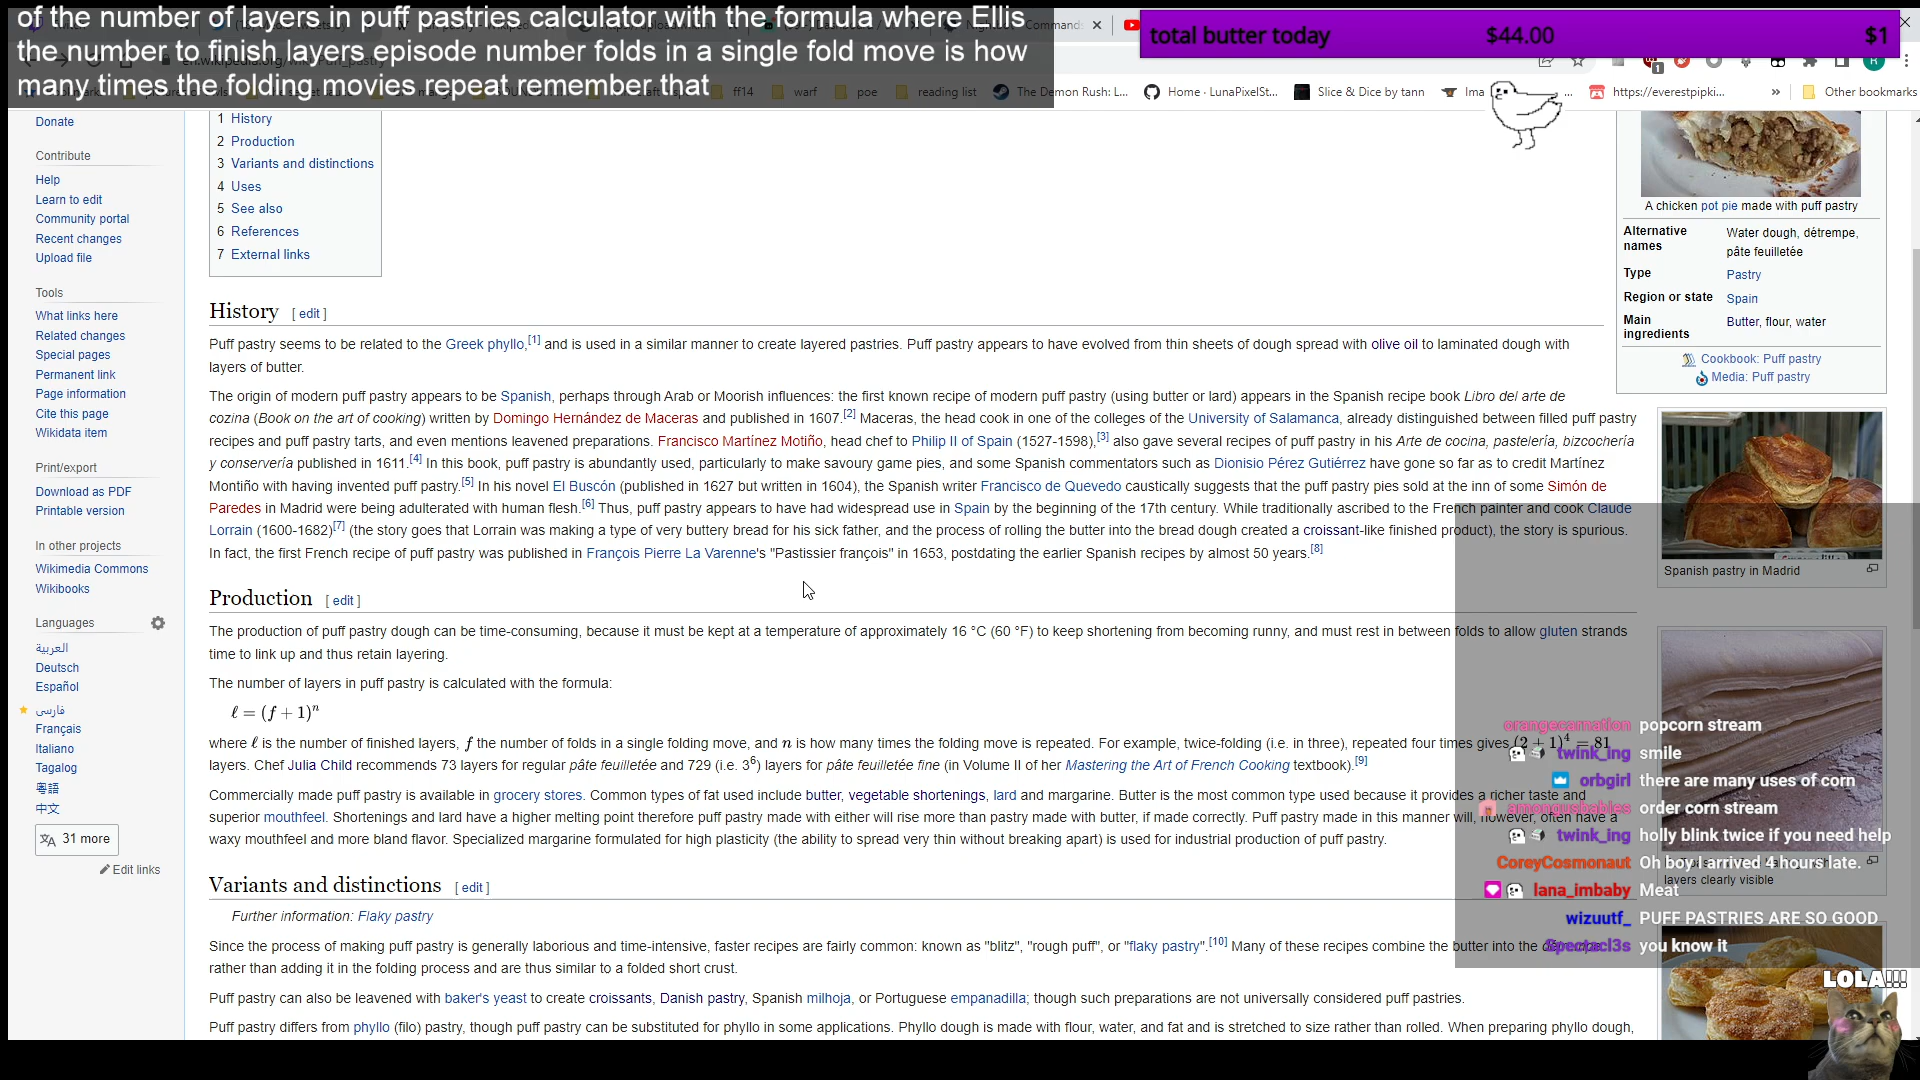 of the number of layers in puff pastries calculator with the formula where Ellis
the number to finish layers episode number folds in a single fold move is how
many times the folding movies repeat remember that
total butter today $44.00 $1
ff14 warf poe reading list The Demon Rush: L... Home · LunaPixelSt... Slice & Dice by tann Ima ... https://everestpipki... » Other bookmarks
Donate
Contribute
Help
Learn to edit
Community portal
Recent changes
Upload file
Tools
What links here
Related changes
Special pages
Permanent link
Page information
Cite this page
Wikidata item
Print/export
Download as PDF
Printable version
In other projects
Wikimedia Commons
Wikibooks
Languages
العربية
Deutsch
Español
فارسی
Français
Italiano
Tagalog
粵語
中文
31 more
Edit links
1 History
2 Production
3 Variants and distinctions
4 Uses
5 See also
6 References
7 External links
History [ edit ]
Puff pastry seems to be related to the Greek phyllo,[1] and is used in a similar manner to create layered pastries. Puff pastry appears to have evolved from thin sheets of dough spread with olive oil to laminated dough with
layers of butter.
The origin of modern puff pastry appears to be Spanish, perhaps through Arab or Moorish influences: the first known recipe of modern puff pastry (using butter or lard) appears in the Spanish recipe book Libro del arte de
cozina (Book on the art of cooking) written by Domingo Hernández de Maceras and published in 1607.[2] Maceras, the head cook in one of the colleges of the University of Salamanca, already distinguished between filled puff pastry
recipes and puff pastry tarts, and even mentions leavened preparations. Francisco Martínez Motiño, head chef to Philip II of Spain (1527-1598),[3] also gave several recipes of puff pastry in his Arte de cocina, pastelería, bizcochería
y conservería published in 1611.[4] In this book, puff pastry is abundantly used, particularly to make savoury game pies, and some Spanish commentators such as Dionisio Pérez Gutiérrez have gone so far as to credit Martínez
Montiño with having invented puff pastry.[5] In his novel El Buscón (published in 1627 but written in 1604), the Spanish writer Francisco de Quevedo caustically suggests that the puff pastry pies sold at the inn of some Simón de
Paredes in Madrid were being adulterated with human flesh.[6] Thus, puff pastry appears to have had widespread use in Spain by the beginning of the 17th century. While traditionally ascribed to the French painter and cook Claude
Lorrain (1600-1682)[7] (the story goes that Lorrain was making a type of very buttery bread for his sick father, and the process of rolling the butter into the bread dough created a croissant-like finished product), the story is spurious.
In fact, the first French recipe of puff pastry was published in François Pierre La Varenne's "Pastissier françois" in 1653, postdating the earlier Spanish recipes by almost 50 years.[8]
Production [ edit ]
The production of puff pastry dough can be time-consuming, because it must be kept at a temperature of approximately 16 °C (60 °F) to keep shortening from becoming runny, and must rest in between folds to allow gluten strands
time to link up and thus retain layering.
The number of layers in puff pastry is calculated with the formula:
ℓ = (f + 1)ⁿ
where ℓ is the number of finished layers, f the number of folds in a single folding move, and n is how many times the folding move is repeated. For example, twice-folding (i.e. in three), repeated four times gives (2 + 1)⁴ = 81
layers. Chef Julia Child recommends 73 layers for regular pâte feuilletée and 729 (i.e. 3⁶) layers for pâte feuilletée fine (in Volume II of her Mastering the Art of French Cooking textbook).[9]
Commercially made puff pastry is available in grocery stores. Common types of fat used include butter, vegetable shortenings, lard and margarine. Butter is the most common type used because it provides a richer taste and
superior mouthfeel. Shortenings and lard have a higher melting point therefore puff pastry made with either will rise more than pastry made with butter, if made correctly. Puff pastry made in this manner will, however, often have a
waxy mouthfeel and more bland flavor. Specialized margarine formulated for high plasticity (the ability to spread very thin without breaking apart) is used for industrial production of puff pastry.
Variants and distinctions [ edit ]
Further information: Flaky pastry
Since the process of making puff pastry is generally laborious and time-intensive, faster recipes are fairly common: known as "blitz", "rough puff", or "flaky pastry".[10] Many of these recipes combine the butter into the
rather than adding it in the folding process and are thus similar to a folded short crust.
Puff pastry can also be leavened with baker's yeast to create croissants, Danish pastry, Spanish milhoja, or Portuguese empanadilla; though such preparations are not universally considered puff pastries.
Puff pastry differs from phyllo (filo) pastry, though puff pastry can be substituted for phyllo in some applications. Phyllo dough is made with flour, water, and fat and is stretched to size rather than rolled. When preparing phyllo dough,
A chicken pot pie made with puff pastry
Alternative names Water dough, détrempe,
pâte feuilletée
Type Pastry
Region or state Spain
Main ingredients Butter, flour, water
Cookbook: Puff pastry
Media: Puff pastry
Spanish pastry in Madrid
layers clearly visible
orangecarnation popcorn stream
twink_ing smile
orbgirl there are many uses of corn
amongusbabies order corn stream
twink_ing holly blink twice if you need help
CoreyCosmonaut Oh boy I arrived 4 hours late.
lana_imbaby Meat
wizuutf_ PUFF PASTRIES ARE SO GOOD
Spectacl3s you know it
LOLA!!!